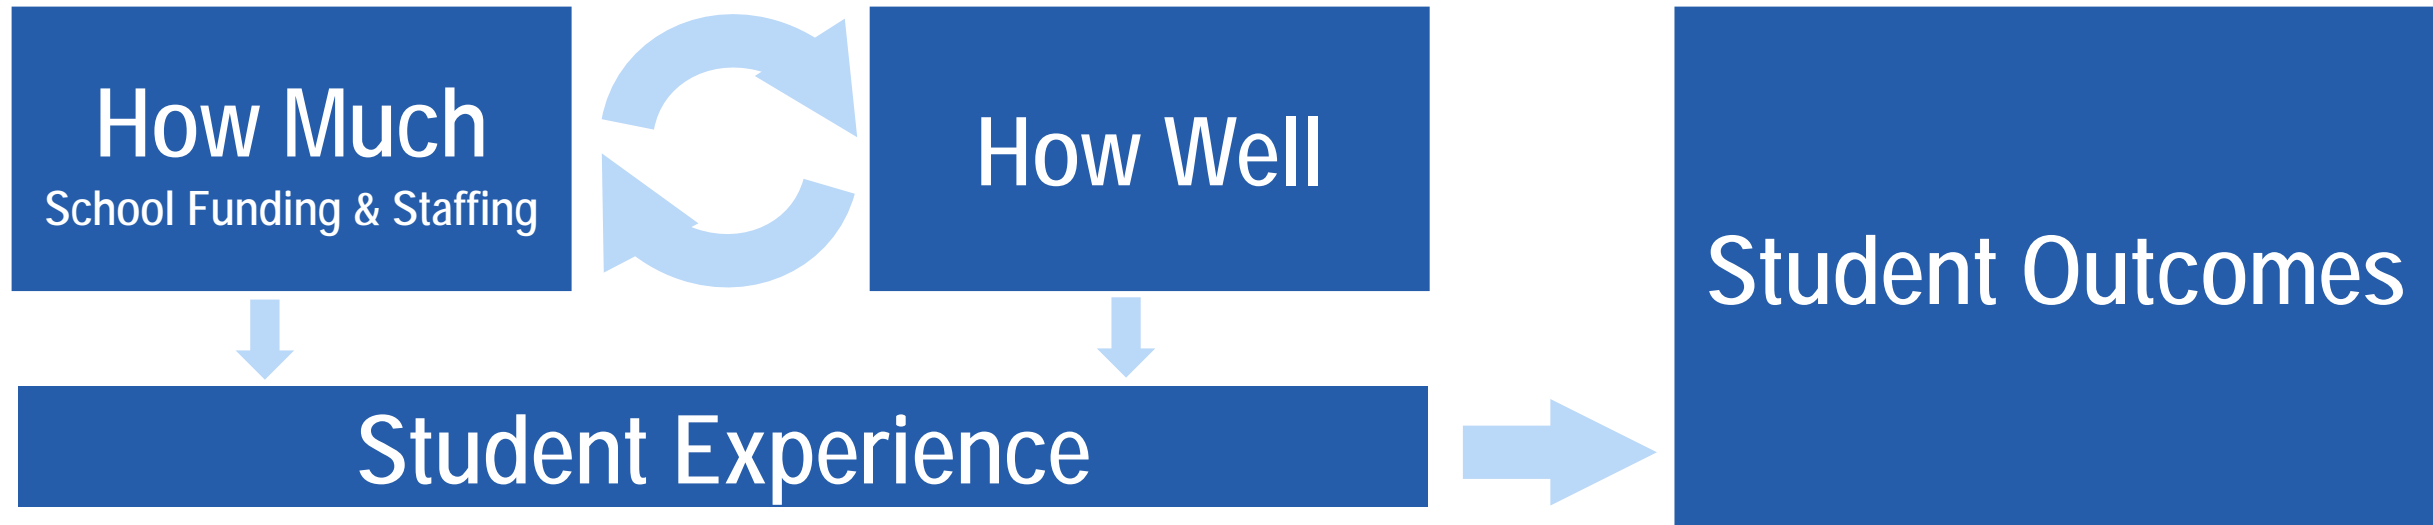 How Much
School Funding & Staffing
How Well
Student Experience
Student Outcomes